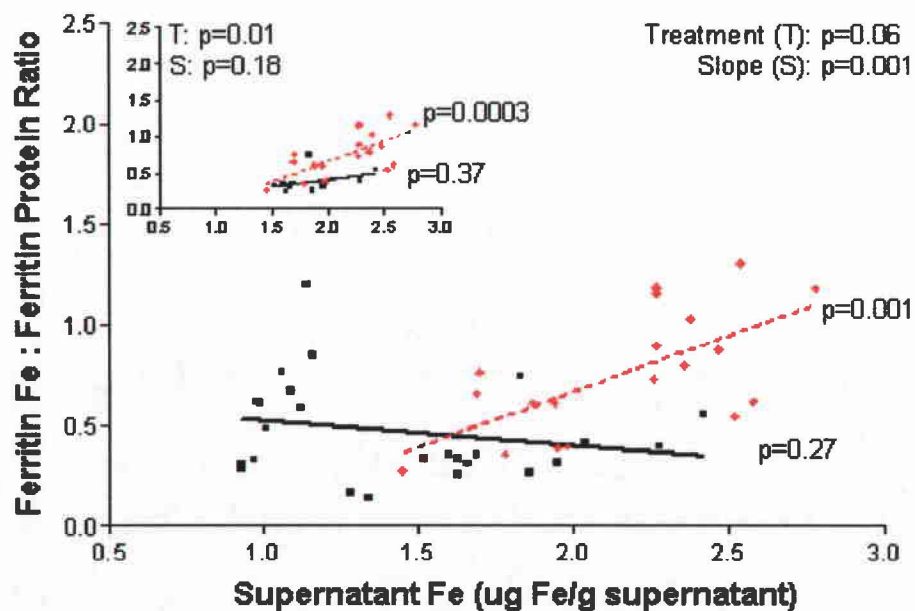 2.5
2.0
1.5
1.0
0.5
0.0
0.5
1.0
1.5
2.0
2.5
3.0
Ferritin Fe : Ferritin Protein Ratio
Supernatant Fe (ug Fe/g supernatant)
Treatment (T): p=0.06
Slope (S): p=0.001
p=0.001
p=0.27
2.5
2.0
1.5
1.0
0.5
0.0
0.5
1.0
1.5
2.0
2.5
3.0
T: p=0.01
S: p=0.18
p=0.0003
p=0.37